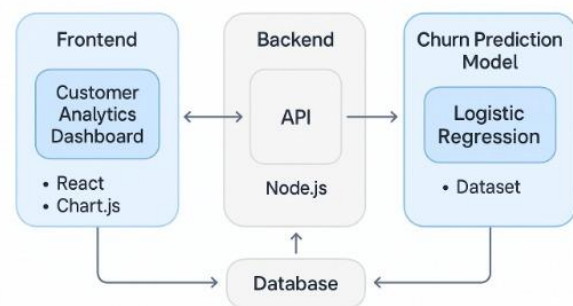 Frontend
Customer
Analytics
Dashboard
• React
• Chart.js
Backend
API
Node.js
Churn Prediction
Model
Logistic
Regression
• Dataset
Database